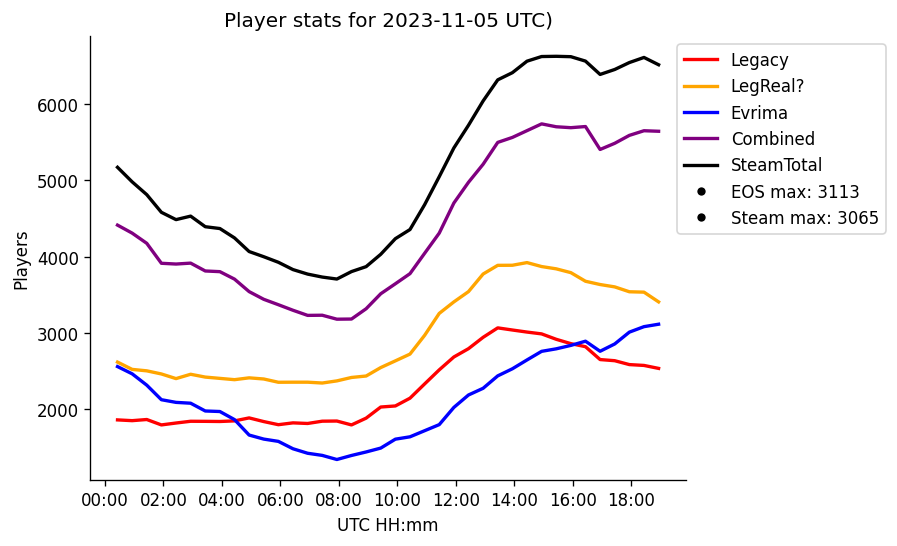 Player stats for 2023-11-05 UTC)
Legacy
LegReal?
Evrima
Combined
SteamTotal
EOS max: 3113
Steam max: 3065
Players
6000
5000
4000
3000
2000
00:00 02:00 04:00 06:00 08:00 10:00 12:00 14:00 16:00 18:00
UTC HH:mm